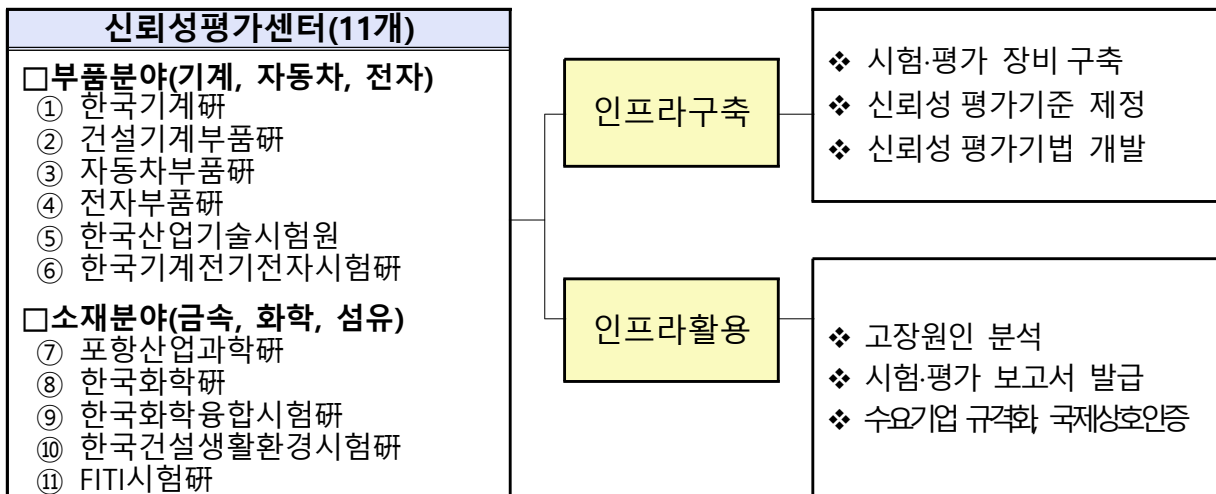 신뢰성평가센터(11개)
□부품분야(기계, 자동차, 전자)
① 한국기계硏
② 건설기계부품硏
③ 자동차부품硏
④ 전자부품硏
⑤ 한국산업기술시험원
⑥ 한국기계전기전자시험硏
□소재분야(금속, 화학, 섬유)
⑦ 포항산업과학硏
⑧ 한국화학硏
⑨ 한국화학융합시험硏
⑩ 한국건설생활환경시험硏
⑪ FITI시험硏
인프라구축
❖ 시험·평가 장비 구축
❖ 신뢰성 평가기준 제정
❖ 신뢰성 평가기법 개발
인프라활용
❖ 고장원인 분석
❖ 시험·평가 보고서 발급
❖ 수요기업 규격화, 국제상호인증